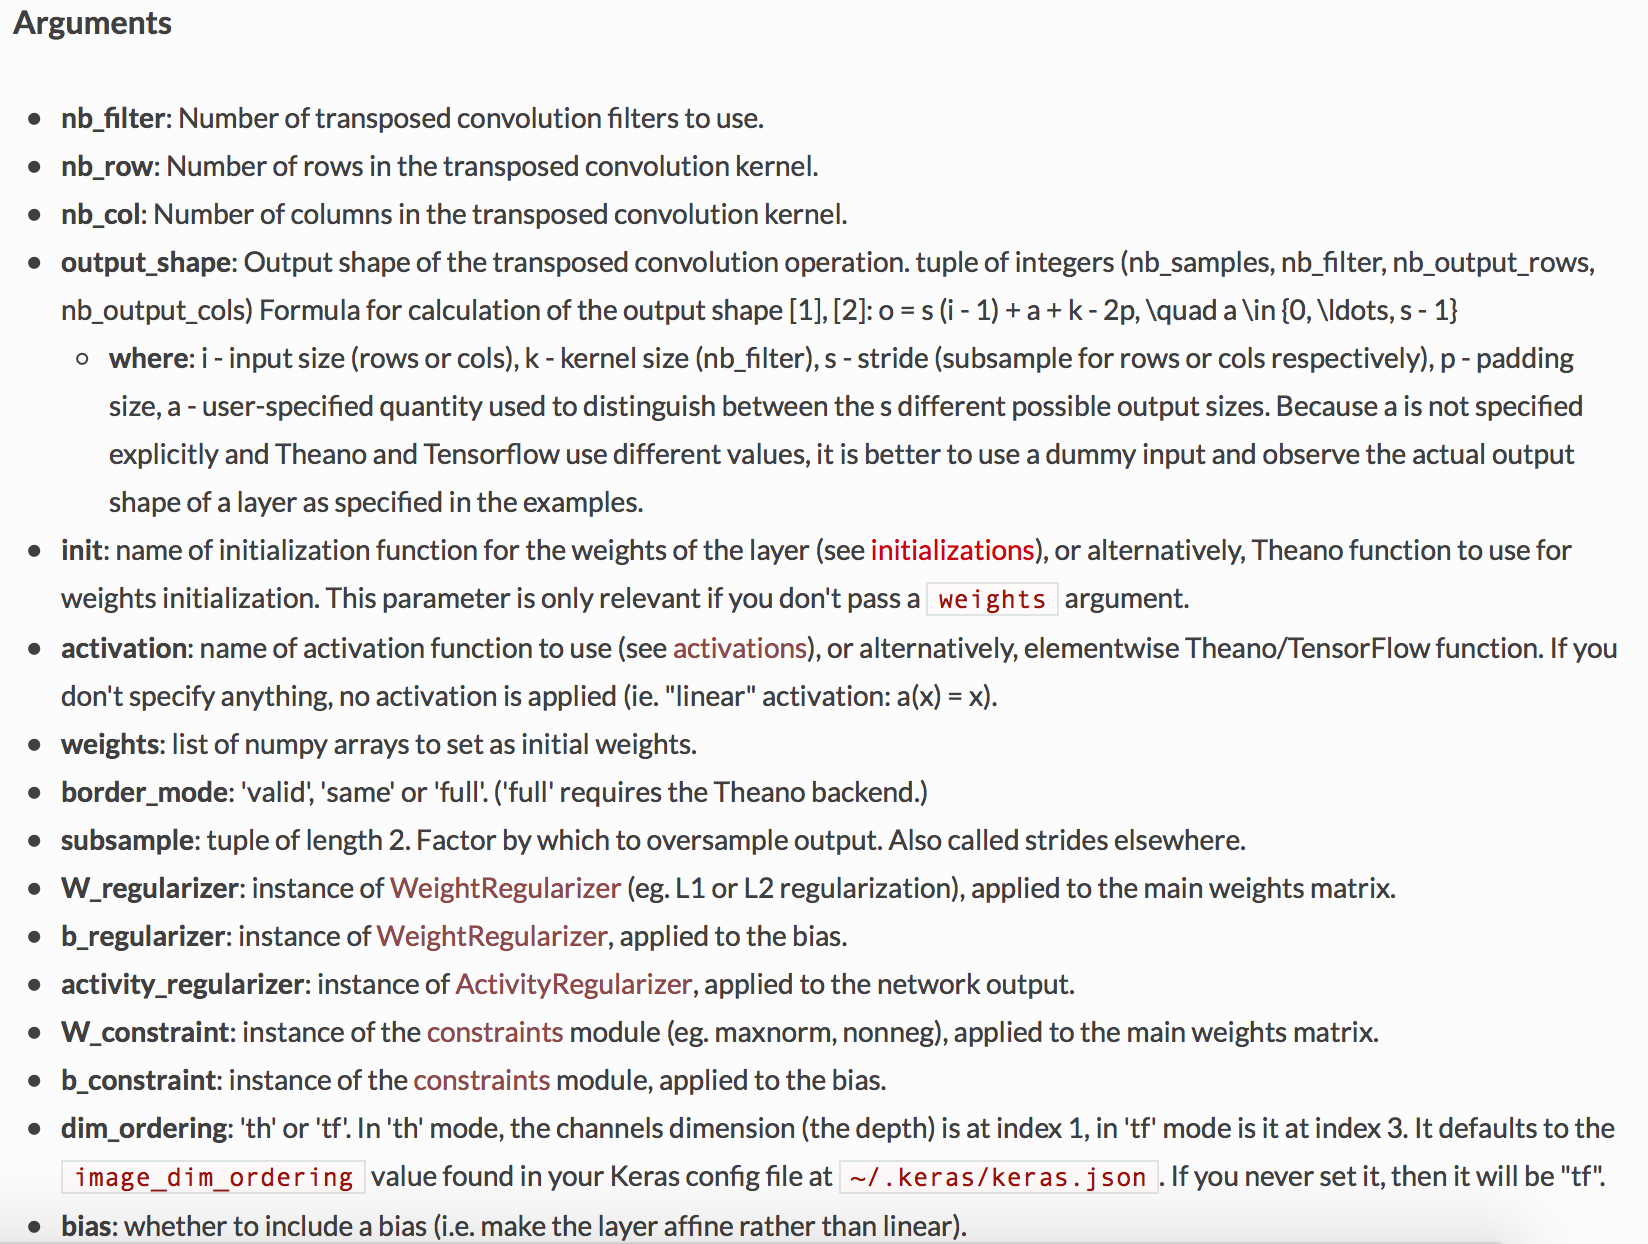 Arguments
nb_filter: Number of transposed convolution filters to use.
nb_row: Number of rows in the transposed convolution kernel.
nb_col: Number of columns in the transposed convolution kernel.
output_shape: Output shape of the transposed convolution operation. tuple of integers (nb_samples, nb_filter, nb_output_rows,
nb_output_cols) Formula for calculation of the output shape [1], [2]: o = s (i - 1) + a + k - 2p, \quad a \in {0, \ldots, s - 1}
where: i - input size (rows or cols), k - kernel size (nb_filter), s - stride (subsample for rows or cols respectively), p - padding
size, a - user-specified quantity used to distinguish between the s different possible output sizes. Because a is not specified
explicitly and Theano and Tensorflow use different values, it is better to use a dummy input and observe the actual output
shape of a layer as specified in the examples.
init: name of initialization function for the weights of the layer (see initializations), or alternatively, Theano function to use for
weights initialization. This parameter is only relevant if you don't pass a weights argument.
activation: name of activation function to use (see activations), or alternatively, elementwise Theano/TensorFlow function. If you
don't specify anything, no activation is applied (ie. "linear" activation: a(x) = x).
weights: list of numpy arrays to set as initial weights.
border_mode: 'valid', 'same' or 'full'. ('full' requires the Theano backend.)
subsample: tuple of length 2. Factor by which to oversample output. Also called strides elsewhere.
W_regularizer: instance of WeightRegularizer (eg. L1 or L2 regularization), applied to the main weights matrix.
b_regularizer: instance of WeightRegularizer, applied to the bias.
activity_regularizer: instance of ActivityRegularizer, applied to the network output.
W_constraint: instance of the constraints module (eg. maxnorm, nonneg), applied to the main weights matrix.
b_constraint: instance of the constraints module, applied to the bias.
dim_ordering: 'th' or 'tf'. In 'th' mode, the channels dimension (the depth) is at index 1, in 'tf' mode is it at index 3. It defaults to the
image_dim_ordering value found in your Keras config file at ~/.keras/keras.json. If you never set it, then it will be "tf".
bias: whether to include a bias (i.e. make the layer affine rather than linear).